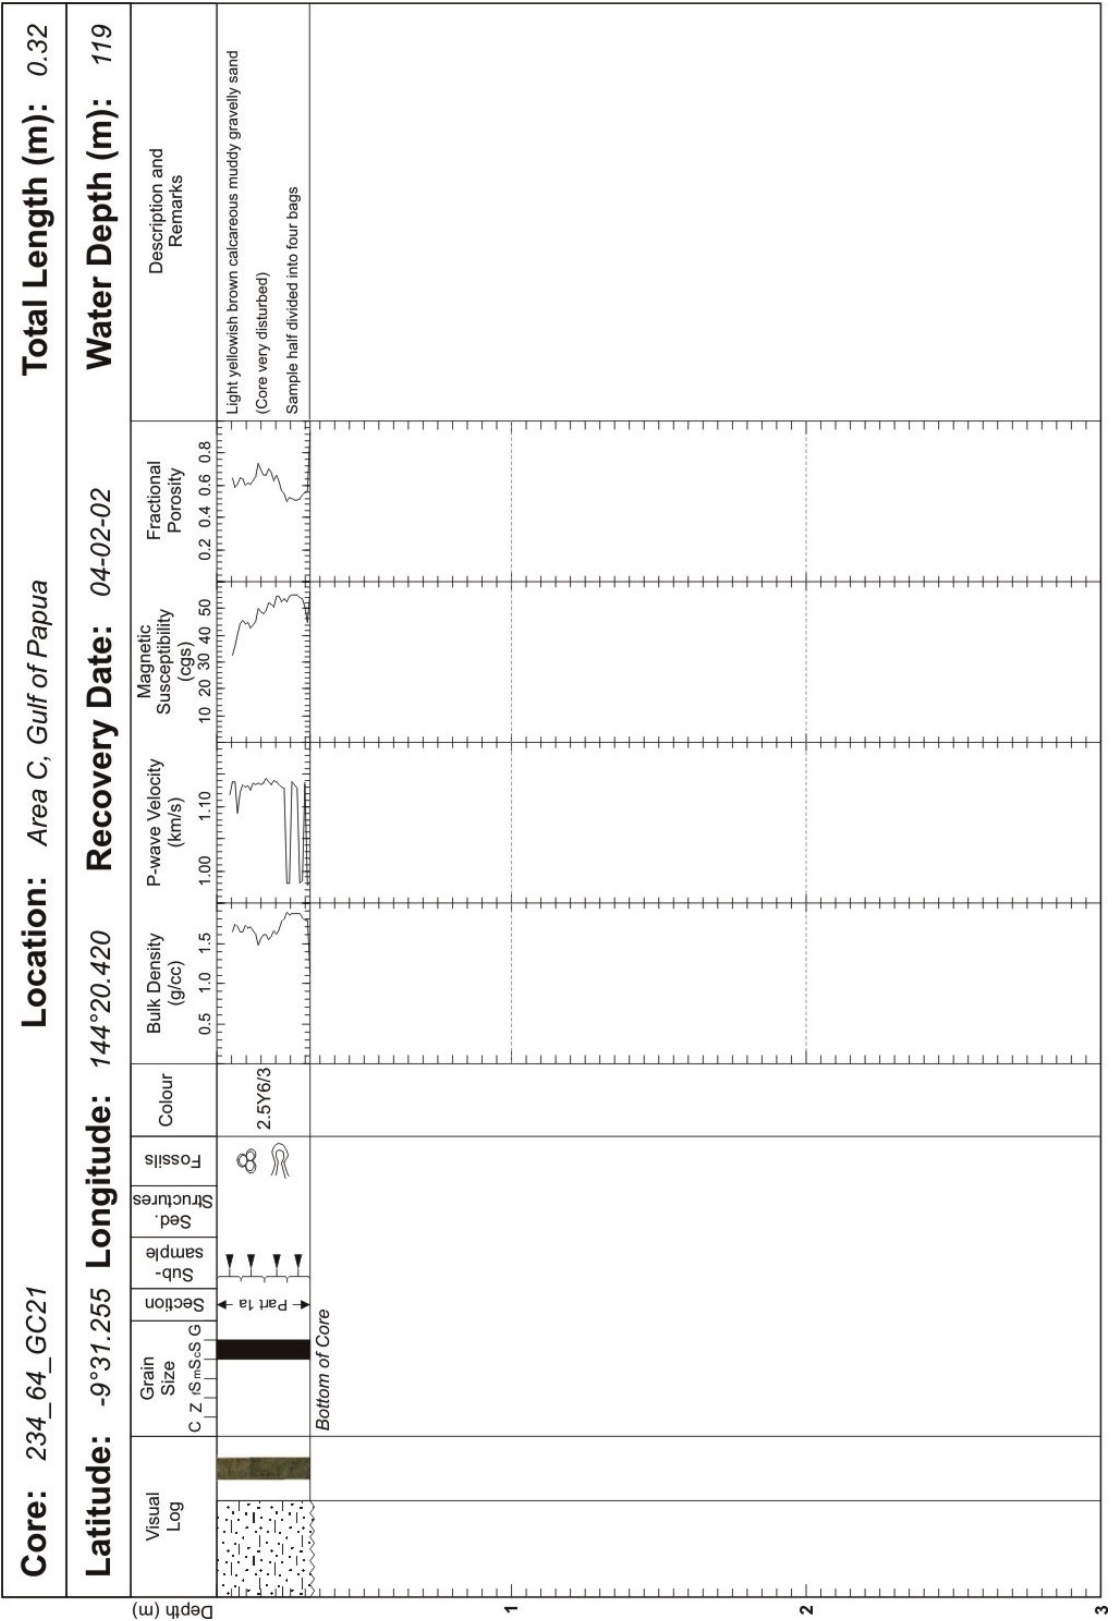 Core: 234_64_GC21 Location: Area C, Gulf of Papua Total Length (m): 0.32
Latitude: -9°31.255 Longitude: 144°20.420 Recovery Date: 04-02-02 Water Depth (m): 119
Depth (m)
Visual
Log
Grain
Size
C Z fS mS cS G
Section
Sub-
sample
Sed.
Structures
Fossils
Colour
Bulk Density
(g/cc)
0.5 1.0 1.5
P-wave Velocity
(km/s)
1.00 1.10
Magnetic
Susceptibility
(cgs)
10 20 30 40 50
Fractional
Porosity
0.2 0.4 0.6 0.8
Description and
Remarks
Part 1a
2.5Y6/3
Light yellowish brown calcareous muddy gravelly sand
(Core very disturbed)
Sample half divided into four bags
Bottom of Core
1
2
3